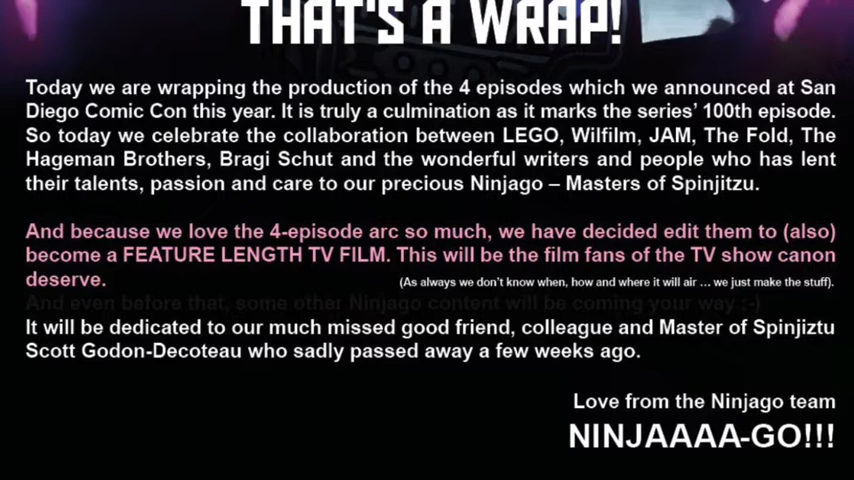 THAT'S A WRAP!
Today we are wrapping the production of the 4 episodes which we announced at San
Diego Comic Con this year. It is truly a culmination as it marks the series' 100th episode.
So today we celebrate the collaboration between LEGO, Wilfilm, JAM, The Fold, The
Hageman Brothers, Bragi Schut and the wonderful writers and people who has lent
their talents, passion and care to our precious Ninjago – Masters of Spinjitzu.
And because we love the 4-episode arc so much, we have decided edit them to (also)
become a FEATURE LENGTH TV FILM. This will be the film fans of the TV show canon
deserve. (As always we don't know when, how and where it will air ... we just make the stuff).
And even before that, some other Ninjago content will be coming your way ;-)
It will be dedicated to our much missed good friend, colleague and Master of Spinjiztu
Scott Godon-Decoteau who sadly passed away a few weeks ago.
Love from the Ninjago team
NINJAAAA-GO!!!